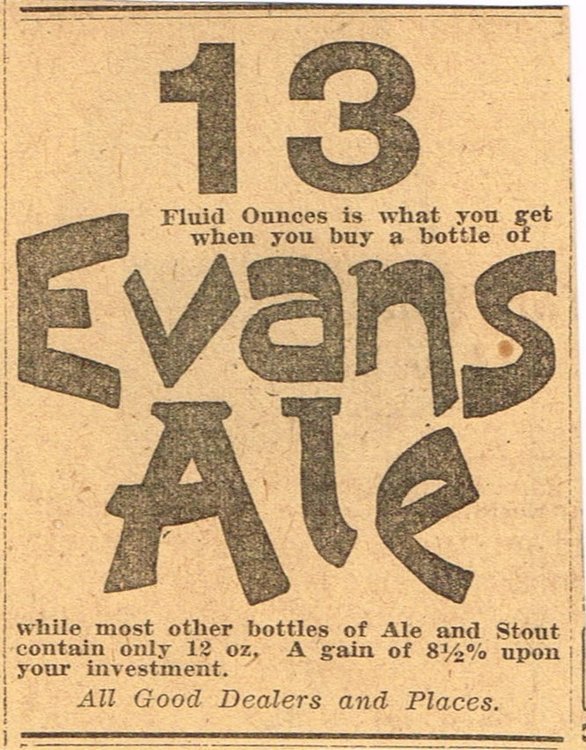 13
Fluid Ounces is what you get
when you buy a bottle of
Evans
Ale
while most other bottles of Ale and Stout
contain only 12 oz. A gain of 8½% upon
your investment.
All Good Dealers and Places.